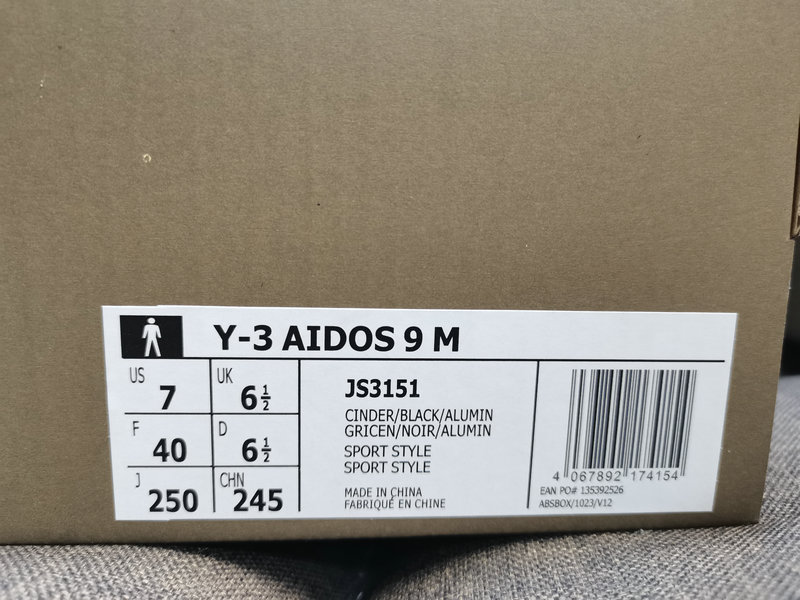 Y-3 AIDOS 9 M
US 7
UK 6½
F 40
D 6½
J 250
CHN 245
JS3151
CINDER/BLACK/ALUMIN
GRICEN/NOIR/ALUMIN
SPORT STYLE
SPORT STYLE
MADE IN CHINA
FABRIQUÉ EN CHINE
4 067892 174154
EAN PO# 135392526
ABSBOX/1023/V12